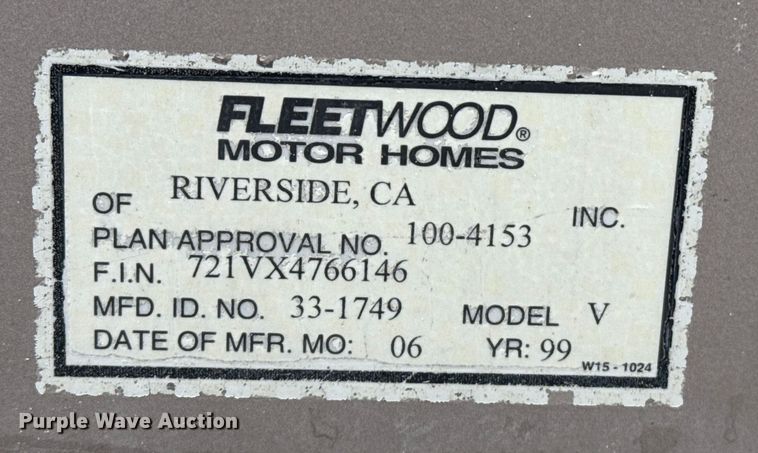 FLEETWOOD®
MOTOR HOMES
OF RIVERSIDE, CA INC.
PLAN APPROVAL NO. 100-4153
F.I.N. 721VX4766146
MFD. ID. NO. 33-1749 MODEL V
DATE OF MFR. MO: 06 YR: 99
W15 - 1024
Purple Wave Auction